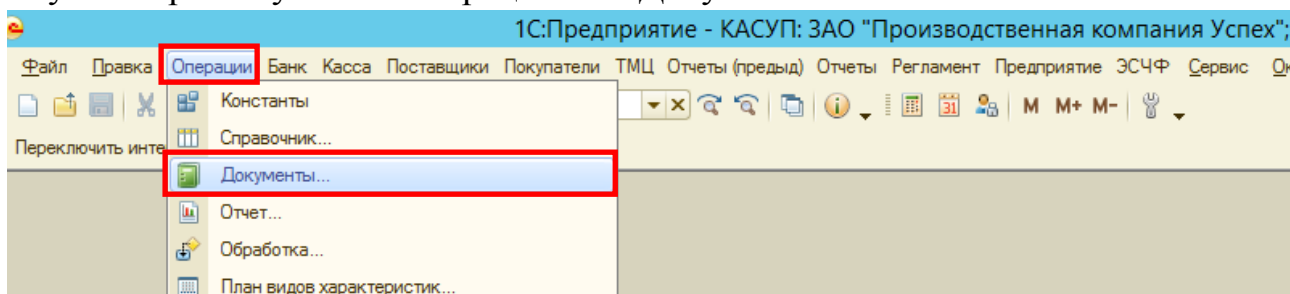 1С:Предприятие - КАСУП: ЗАО "Производственная компания Успех";
Файл Правка Операции Банк Касса Поставщики Покупатели ТМЦ Отчеты (предыд) Отчеты Регламент Предприятие ЭСЧФ Сервис
Константы
M M+ M-
Переключить
Справочник...
Документы...
Отчет...
Обработка...
План видов характеристик...